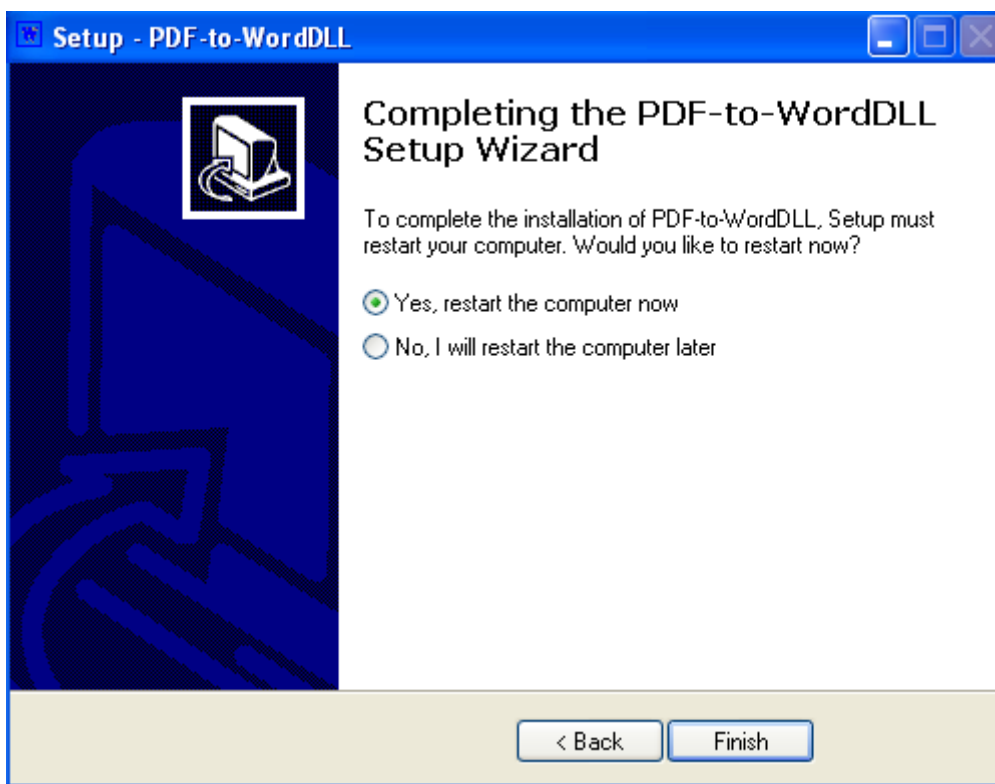 Setup - PDF-to-WordDLL
Completing the PDF-to-WordDLL
Setup Wizard
To complete the installation of PDF-to-WordDLL, Setup must
restart your computer. Would you like to restart now?
Yes, restart the computer now
No, I will restart the computer later
< Back
Finish